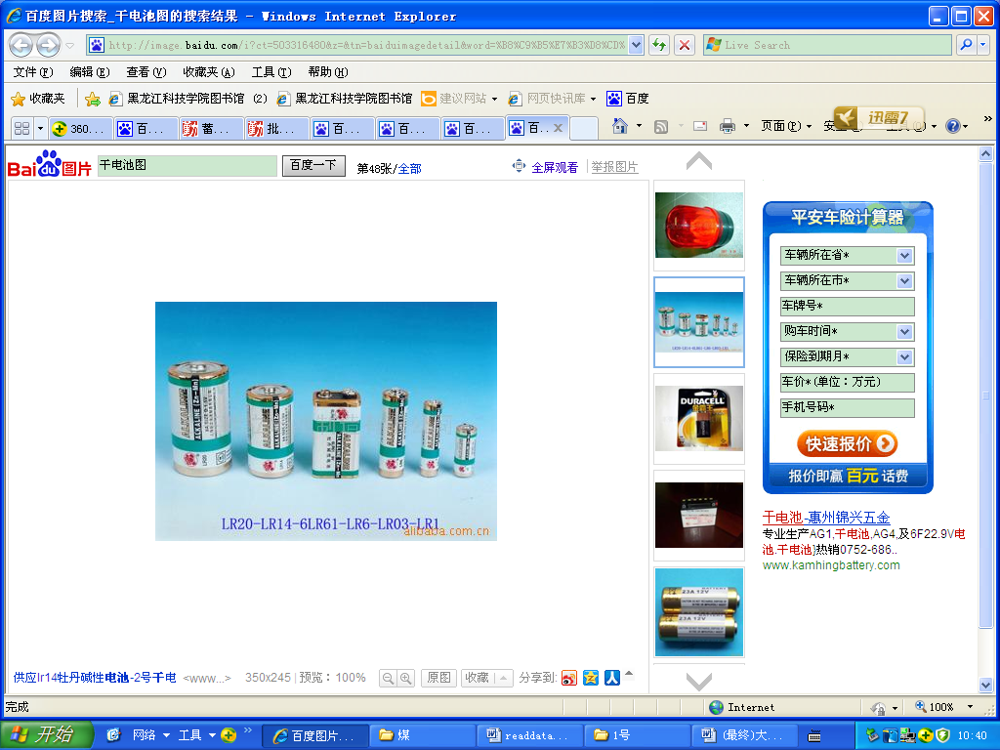 百度图片搜索_干电池图的搜索结果 - Windows Internet Explorer
http://image.baidu.com/i?ct=503316480&z=&tn=baiduimagedetail&word=%B8%C9%B5%E7%B3%D8%CD%
Live Search
文件(F) 编辑(E) 查看(V) 收藏夹(A) 工具(T) 帮助(H)
收藏夹 黑龙江科技学院图书馆 (2) 黑龙江科技学院图书馆 建议网站 网页快讯库 百度
360... 百... 蓄... 批... 百... 百... 百... 百... 页面(P)
迅雷7
Bai du 图片 干电池图 百度一下 第48张/全部 全屏观看 举报图片
ALKALINE
ALKALINE [Zn-Mn]
LR20-LR14-6LR61-LR6-LR03-LR1
alibaba.com.cn
DURACELL
23A 12V
23A 12V
平安车险计算器
车辆所在省*
车辆所在市*
车牌号*
购车时间*
保险到期月*
车价*(单位：万元)
手机号码*
快速报价
报价即赢百元话费
干电池-惠州锦兴五金
专业生产AG1,干电池,AG4,及6F22.9V电
池.干电池]热销0752-686..
www.kamhingbattery.com
供应lr14牡丹碱性电池-2号干电 <www...> 350x245 预览：100% 原图 收藏 分享到:
完成 Internet 100%
开始 网络 工具 百度图片... 煤 readdata... 1号 (最终)大... 10:40